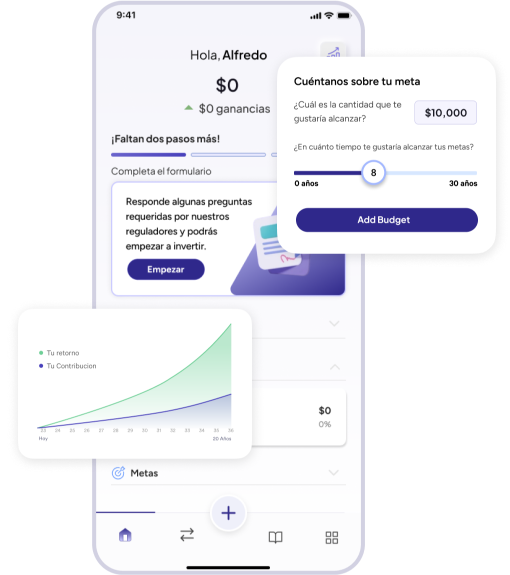 9:41
Hola, Alfredo
$0
$0 ganancias
¡Faltan dos pasos más!
Completa el formulario
Responde algunas preguntas
requeridas por nuestros
reguladores y podrás
empezar a invertir.
Empezar
Cuéntanos sobre tu meta
¿Cuál es la cantidad que te
gustaría alcanzar?
$10,000
¿En cuánto tiempo te gustaría alcanzar tus metas?
8
0 años
30 años
Add Budget
Tu retorno
Tu Contribucion
23 24 25 26 27 28 29 30 31 32 33 34 35 36
Hoy
20 Años
$0
0%
Metas